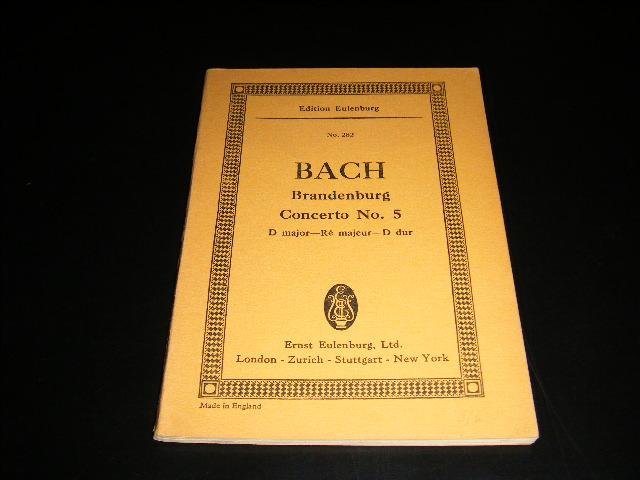 Edition Eulenburg
No. 282
BACH
Brandenburg
Concerto No. 5
D major—Ré majeur—D dur
Ernst Eulenburg, Ltd.
London - Zurich - Stuttgart - New York
Made in England